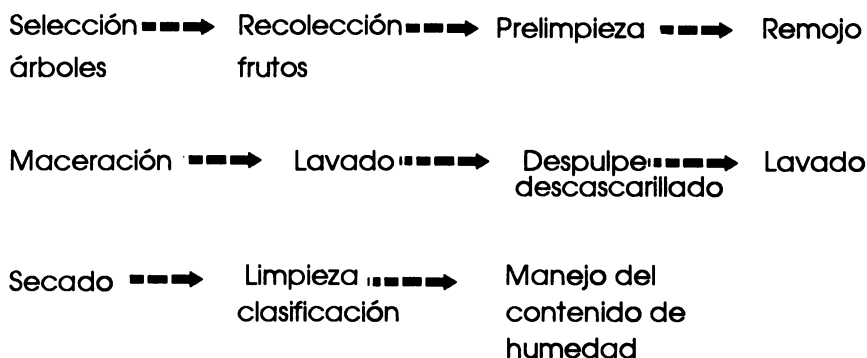 Selección Recolección Prelimpieza Remojo
árboles frutos
Maceración Lavado Despulpe Lavado
descascarillado
Secado Limpieza Manejo del
clasificación contenido de
humedad